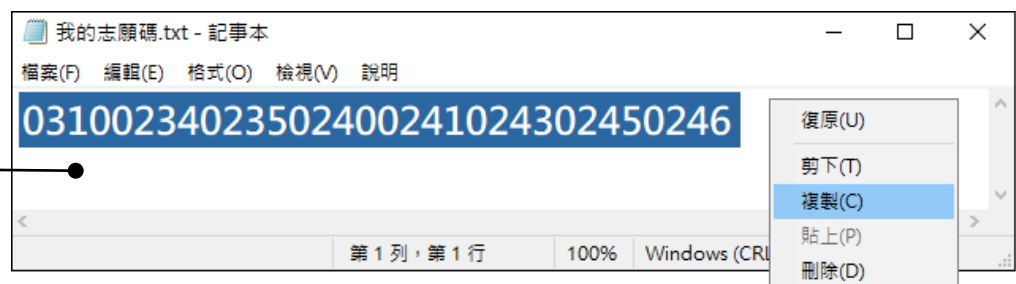 我的志願碼.txt - 記事本
檔案(F) 編輯(E) 格式(O) 檢視(V) 說明
03100234023502400241024302450246
復原(U)
剪下(T)
複製(C)
貼上(P)
刪除(D)
第 1 列，第 1 行 100% Windows (CRL